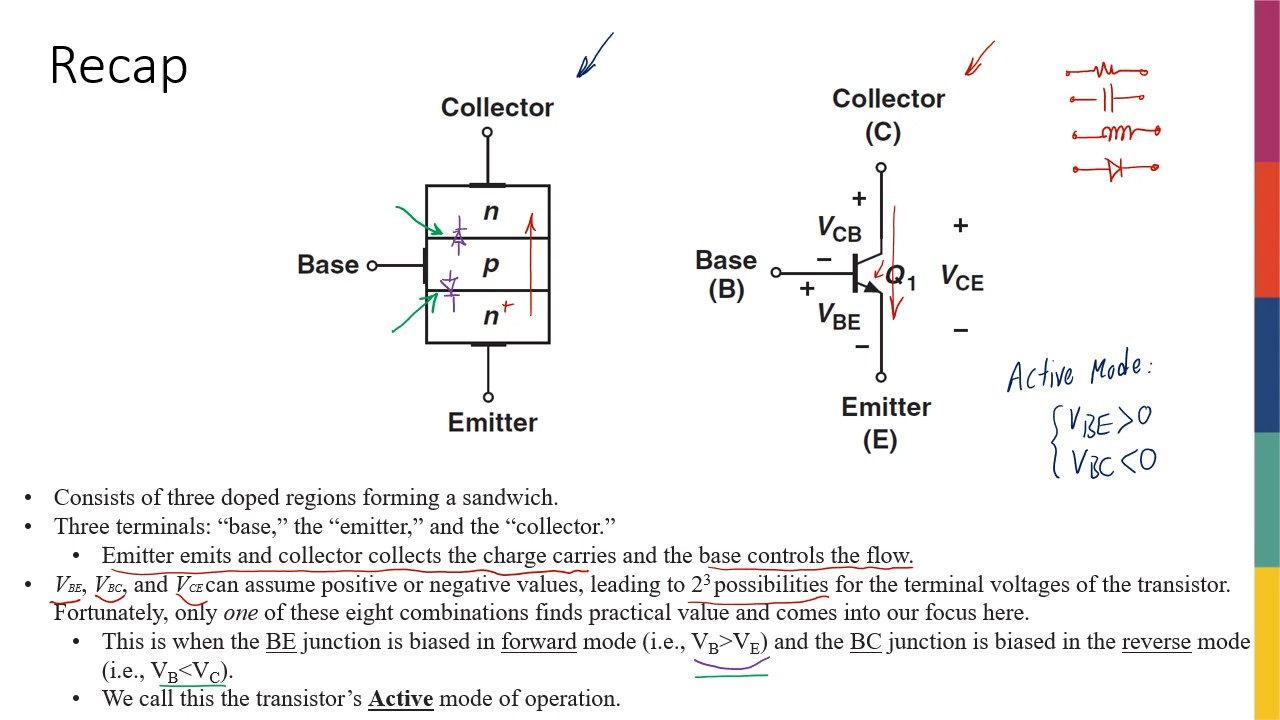 Recap
Collector
n
Base
p
n+
Emitter
Collector
(C)
+
VCB
−
Base
(B)
+
Q1
VBE
−
+
VCE
−
Emitter
(E)
Active Mode:
VBE>0
VBC<0
• Consists of three doped regions forming a sandwich.
• Three terminals: “base,” the “emitter,” and the “collector.”
• Emitter emits and collector collects the charge carries and the base controls the flow.
• VBE, VBC, and VCE can assume positive or negative values, leading to 2³ possibilities for the terminal voltages of the transistor.
Fortunately, only one of these eight combinations finds practical value and comes into our focus here.
• This is when the BE junction is biased in forward mode (i.e., VB>VE) and the BC junction is biased in the reverse mode
(i.e., VB<VC).
• We call this the transistor’s Active mode of operation.